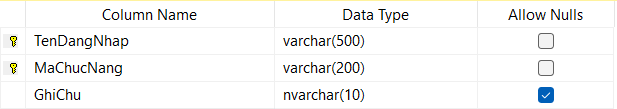 Column Name Data Type Allow Nulls
TenDangNhap varchar(500)
MaChucNang varchar(200)
GhiChu nvarchar(10)